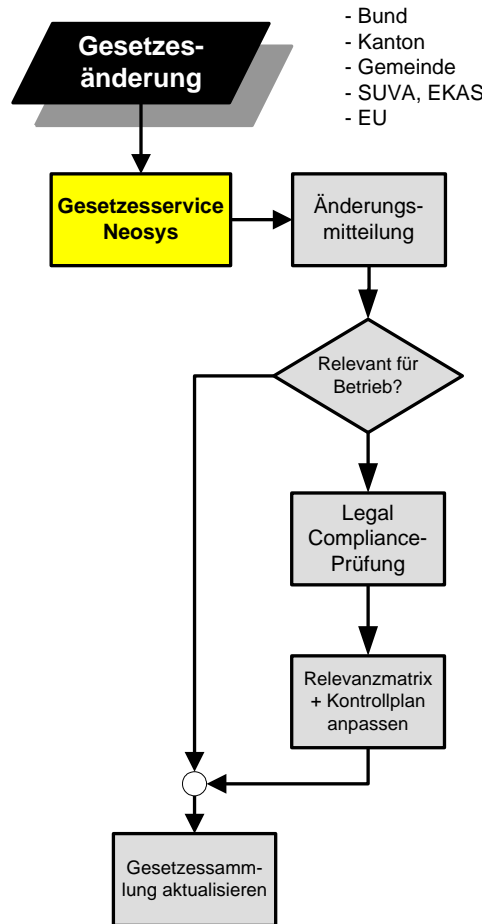 Gesetzes-
änderung
- Bund
- Kanton
- Gemeinde
- SUVA, EKAS
- EU
Gesetzesservice
Neosys
Änderungs-
mitteilung
Relevant für
Betrieb?
Legal
Compliance-
Prüfung
Relevanzmatrix
+ Kontrollplan
anpassen
Gesetzessamm-
lung aktualisieren